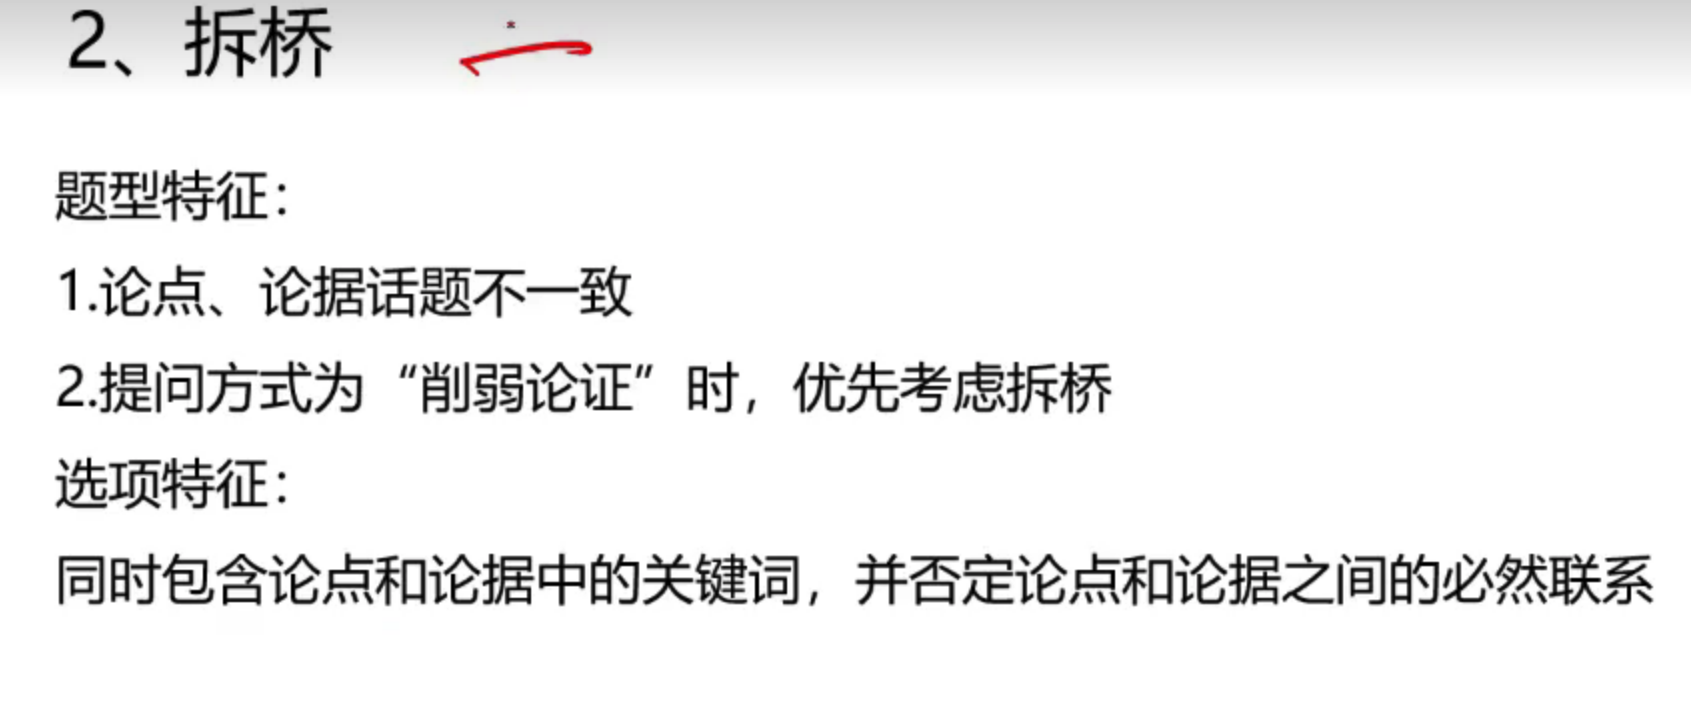 2、拆桥
题型特征：
1.论点、论据话题不一致
2.提问方式为“削弱论证”时，优先考虑拆桥
选项特征：
同时包含论点和论据中的关键词，并否定论点和论据之间的必然联系